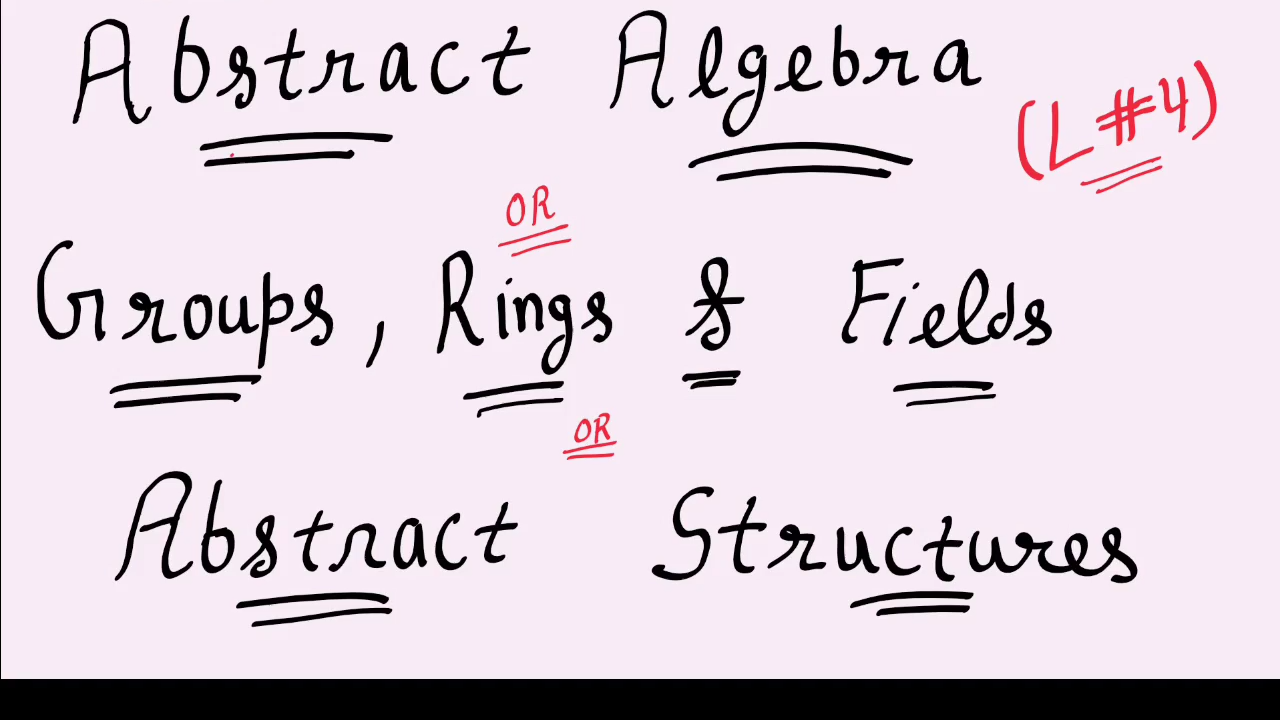 Abstract Algebra (L #4)
OR
Groups, Rings & Fields
OR
Abstract Structures